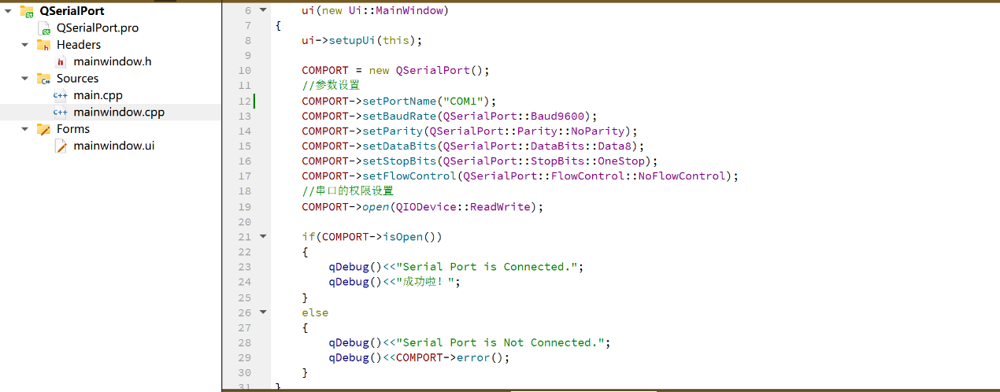 QSerialPort
QSerialPort.pro
Headers
mainwindow.h
Sources
main.cpp
mainwindow.cpp
Forms
mainwindow.ui
6 ui(new Ui::MainWindow)
7 {
8 ui->setupUi(this);
9
10 COMPORT = new QSerialPort();
11 //参数设置
12 COMPORT->setPortName("COM1");
13 COMPORT->setBaudRate(QSerialPort::Baud9600);
14 COMPORT->setParity(QSerialPort::Parity::NoParity);
15 COMPORT->setDataBits(QSerialPort::DataBits::Data8);
16 COMPORT->setStopBits(QSerialPort::StopBits::OneStop);
17 COMPORT->setFlowControl(QSerialPort::FlowControl::NoFlowControl);
18 //串口的权限设置
19 COMPORT->open(QIODevice::ReadWrite);
20
21 if(COMPORT->isOpen())
22 {
23 qDebug()<<"Serial Port is Connected.";
24 qDebug()<<"成功啦！";
25 }
26 else
27 {
28 qDebug()<<"Serial Port is Not Connected.";
29 qDebug()<<COMPORT->error();
30 }
31 }